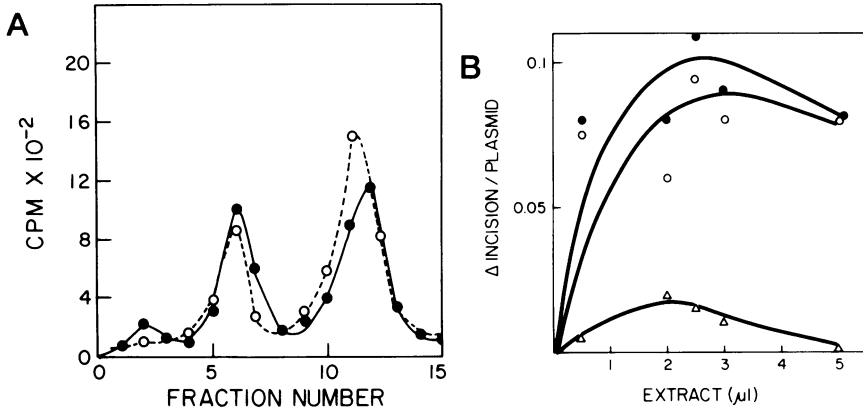 A
CPM X 10⁻²
20
16
12
8
4
0
0
5
10
15
FRACTION NUMBER
B
Δ INCISION / PLASMID
0.1
0.05
1
2
3
4
5
EXTRACT (μl)